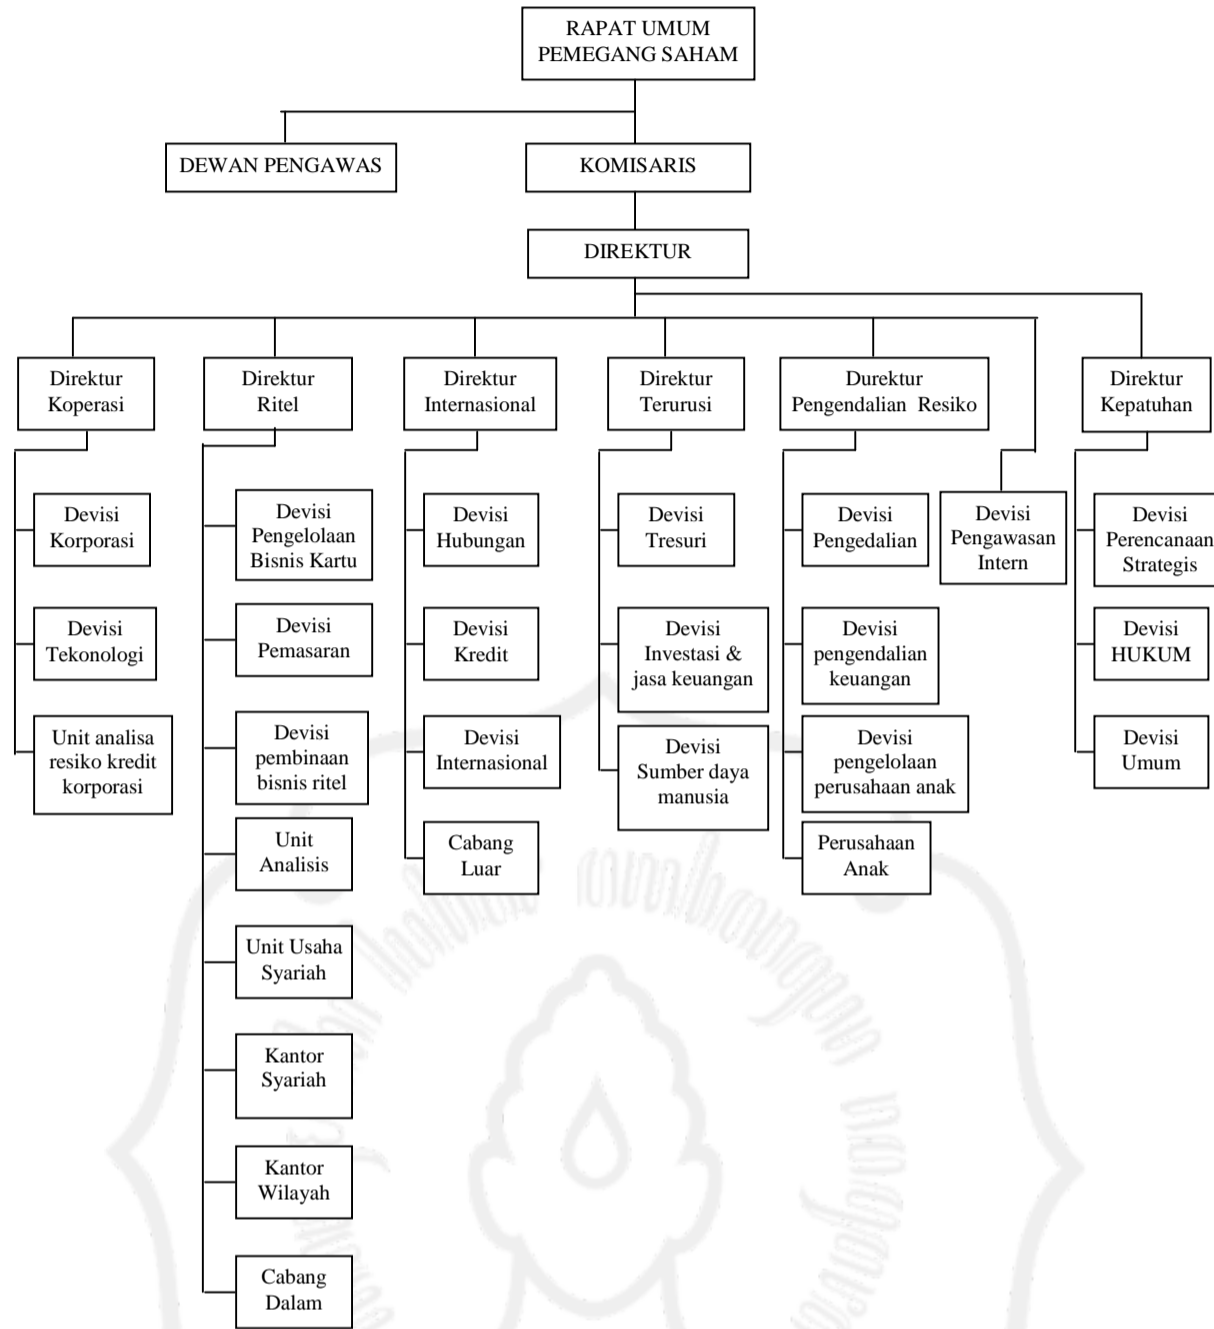 RAPAT UMUM
PEMEGANG SAHAM
DEWAN PENGAWAS
KOMISARIS
DIREKTUR
Direktur
Koperasi
Direktur
Ritel
Direktur
Internasional
Direktur
Terurusi
Durektur
Pengendalian Resiko
Direktur
Kepatuhan
Devisi
Korporasi
Devisi
Tekonologi
Unit analisa
resiko kredit
korporasi
Devisi
Pengelolaan
Bisnis Kartu
Devisi
Pemasaran
Devisi
pembinaan
bisnis ritel
Unit
Analisis
Unit Usaha
Syariah
Kantor
Syariah
Kantor
Wilayah
Cabang
Dalam
Devisi
Hubungan
Devisi
Kredit
Devisi
Internasional
Cabang
Luar
Devisi
Tresuri
Devisi
Investasi &
jasa keuangan
Devisi
Sumber daya
manusia
Devisi
Pengedalian
Devisi
pengendalian
keuangan
Devisi
pengelolaan
perusahaan anak
Perusahaan
Anak
Devisi
Pengawasan
Intern
Devisi
Perencanaan
Strategis
Devisi
HUKUM
Devisi
Umum